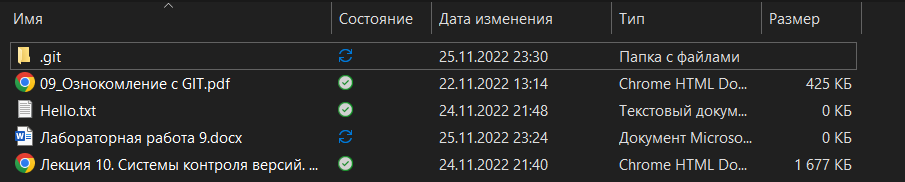 Имя Состояние Дата изменения Тип Размер
.git 25.11.2022 23:30 Папка с файлами
09_Ознокомление с GIT.pdf 22.11.2022 13:14 Chrome HTML Do... 425 КБ
Hello.txt 24.11.2022 21:48 Текстовый докум... 0 КБ
Лабораторная работа 9.docx 25.11.2022 23:24 Документ Microso... 0 КБ
Лекция 10. Системы контроля версий. ... 24.11.2022 21:40 Chrome HTML Do... 1 677 КБ